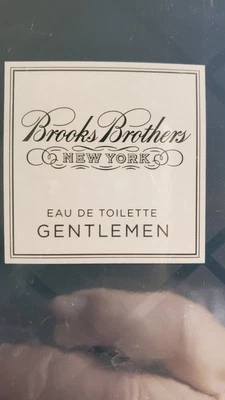 Brooks Brothers
NEW YORK
EAU DE TOILETTE
GENTLEMEN